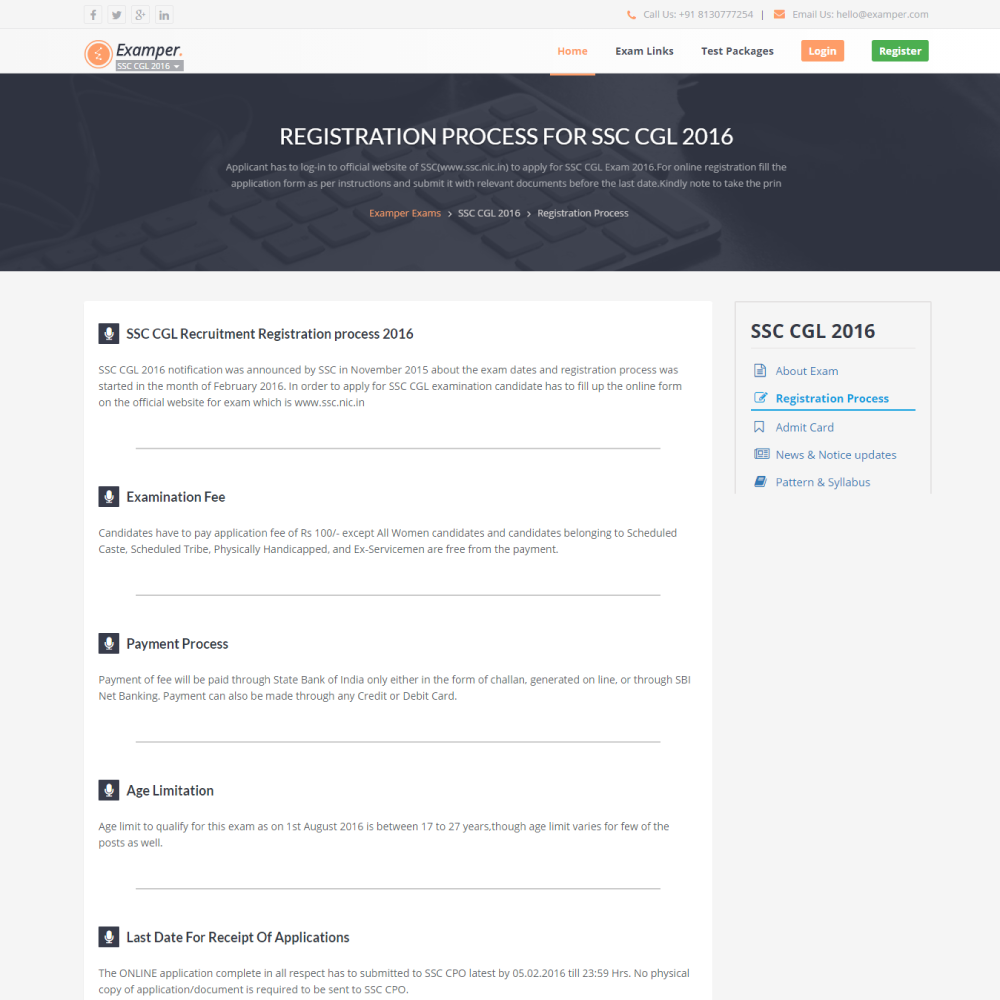 Call Us: +91 8130777254 | Email Us: hello@examper.com
Examper.
SSC CGL 2016
Home Exam Links Test Packages Login Register
REGISTRATION PROCESS FOR SSC CGL 2016
Applicant has to log-in to official website of SSC(www.ssc.nic.in) to apply for SSC CGL Exam 2016.For online registration fill the
application form as per instructions and submit it with relevant documents before the last date.Kindly note to take the prin
Examper Exams › SSC CGL 2016 › Registration Process
SSC CGL Recruitment Registration process 2016
SSC CGL 2016 notification was announced by SSC in November 2015 about the exam dates and registration process was
started in the month of February 2016. In order to apply for SSC CGL examination candidate has to fill up the online form
on the official website for exam which is www.ssc.nic.in
Examination Fee
Candidates have to pay application fee of Rs 100/- except All Women candidates and candidates belonging to Scheduled
Caste, Scheduled Tribe, Physically Handicapped, and Ex-Servicemen are free from the payment.
Payment Process
Payment of fee will be paid through State Bank of India only either in the form of challan, generated on line, or through SBI
Net Banking. Payment can also be made through any Credit or Debit Card.
Age Limitation
Age limit to qualify for this exam as on 1st August 2016 is between 17 to 27 years,though age limit varies for few of the
posts as well.
Last Date For Receipt Of Applications
The ONLINE application complete in all respect has to submitted to SSC CPO latest by 05.02.2016 till 23:59 Hrs. No physical
copy of application/document is required to be sent to SSC CPO.
SSC CGL 2016
About Exam
Registration Process
Admit Card
News & Notice updates
Pattern & Syllabus